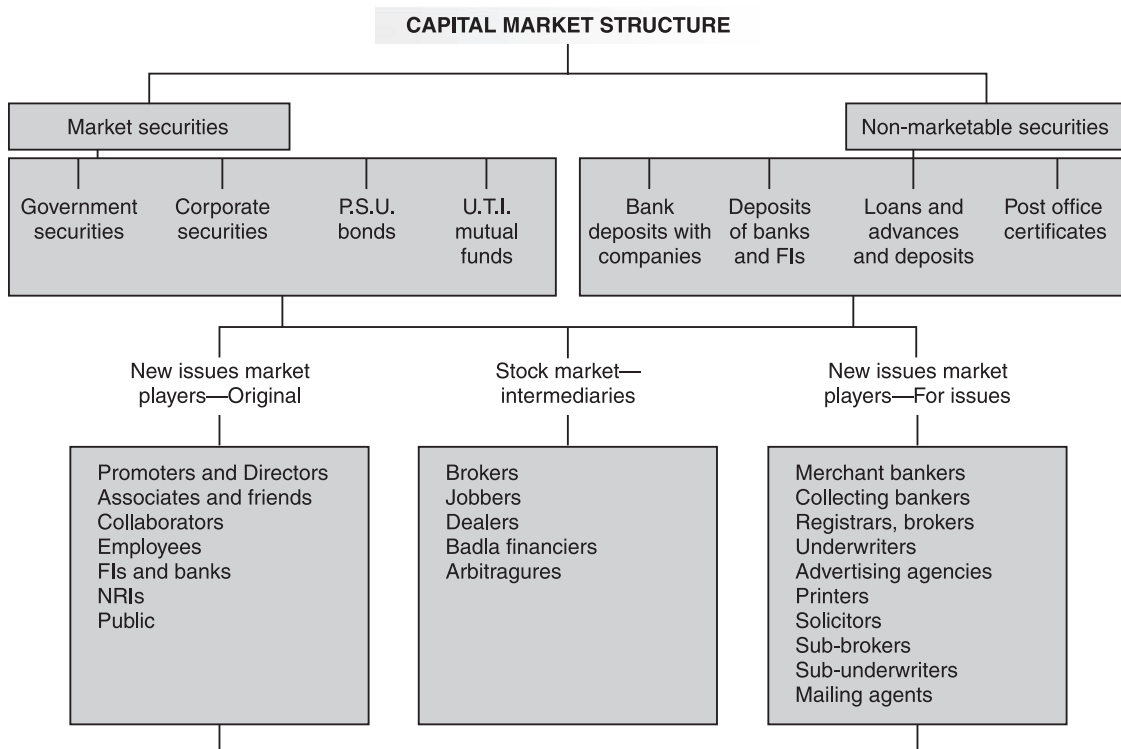 CAPITAL MARKET STRUCTURE
Market securities
Non-marketable securities
Government
securities
Corporate
securities
P.S.U.
bonds
U.T.I.
mutual
funds
Bank
deposits with
companies
Deposits
of banks
and FIs
Loans and
advances
and deposits
Post office
certificates
New issues market
players—Original
Stock market—
intermediaries
New issues market
players—For issues
Promoters and Directors
Associates and friends
Collaborators
Employees
FIs and banks
NRIs
Public
Brokers
Jobbers
Dealers
Badla financiers
Arbitragures
Merchant bankers
Collecting bankers
Registrars, brokers
Underwriters
Advertising agencies
Printers
Solicitors
Sub-brokers
Sub-underwriters
Mailing agents